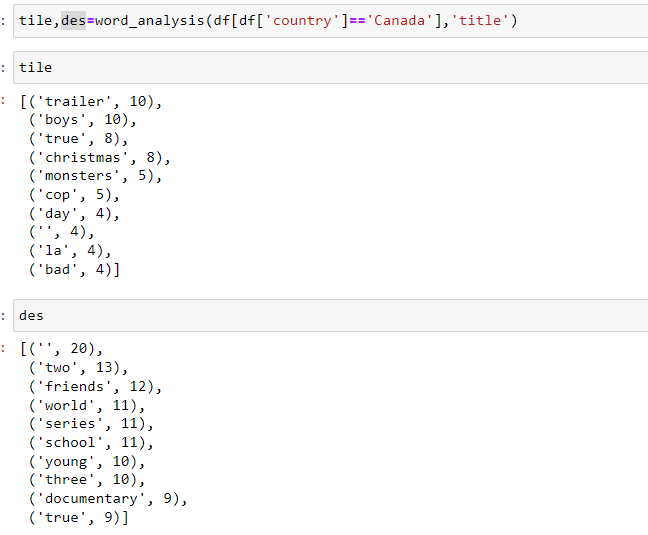 : tile,des=word_analysis(df[df['country']=='Canada'],'title')
: tile
: [('trailer', 10),
('boys', 10),
('true', 8),
('christmas', 8),
('monsters', 5),
('cop', 5),
('day', 4),
('', 4),
('la', 4),
('bad', 4)]
: des
: [('', 20),
('two', 13),
('friends', 12),
('world', 11),
('series', 11),
('school', 11),
('young', 10),
('three', 10),
('documentary', 9),
('true', 9)]